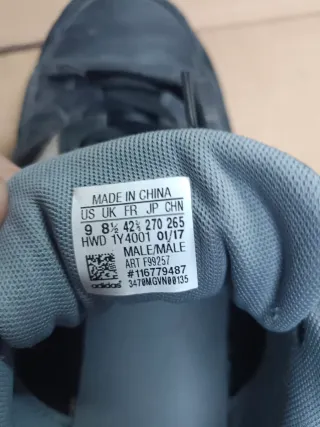 MADE IN CHINA
US UK FR JP CHN
9 8½ 42⅔ 270 265
HWD 1Y4001 01/17
MALE/MALE
ART F99257
#116779487
adidas 3470MGVN00135